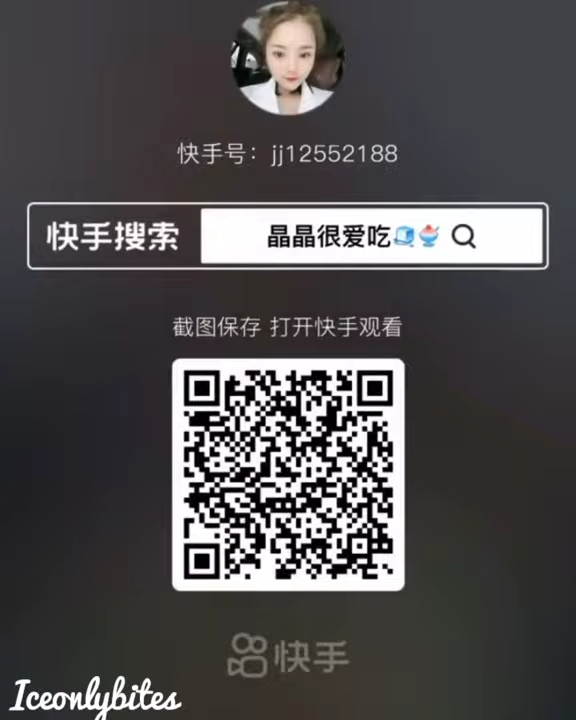 快手号：jj12552188
快手搜索 晶晶很爱吃🧊🍧
截图保存 打开快手观看
快手
Iceonlybites